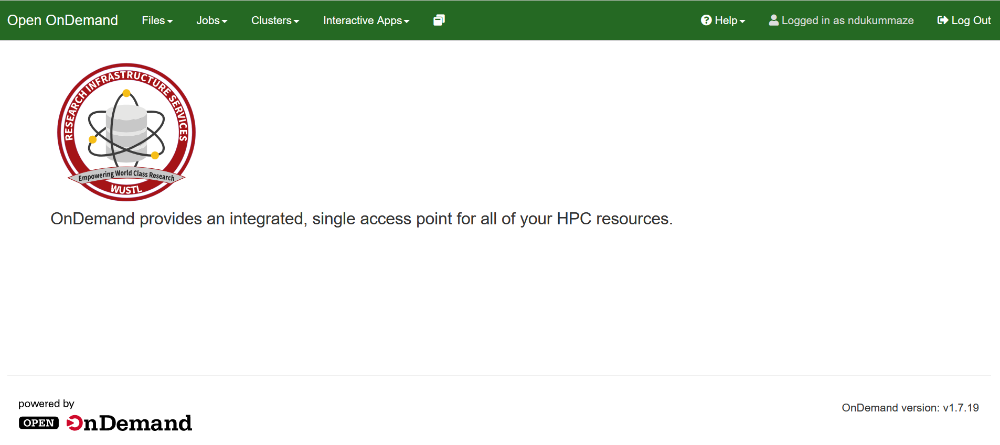 Open OnDemand Files Jobs Clusters Interactive Apps Help Logged in as ndukummaze Log Out
RESEARCH INFRASTRUCTURE SERVICES
Empowering World Class Research
WUSTL
OnDemand provides an integrated, single access point for all of your HPC resources.
powered by
OPEN OnDemand
OnDemand version: v1.7.19